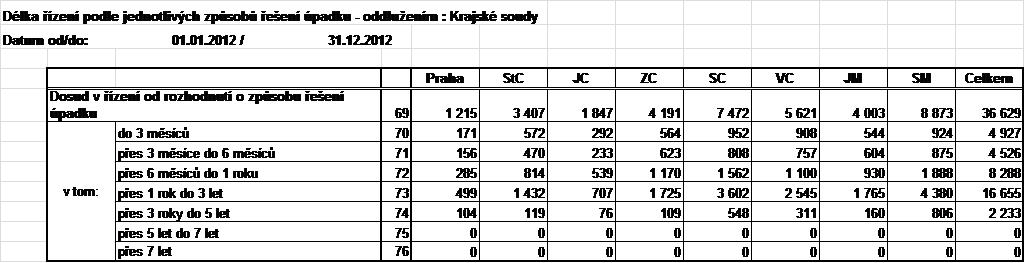 Délka řízení podle jednotlivých způsobů řešení úpadku - oddlužením : Krajské soudy
Datum od/do: 01.01.2012 / 31.12.2012
Praha StC JC ZC SC VC JM SM Celkem
Dosud v řízení od rozhodnutí o způsobu řešení
úpadku 69 1 215 3 407 1 847 4 191 7 472 5 621 4 003 8 873 36 629
do 3 měsíců 70 171 572 292 564 952 908 544 924 4 927
přes 3 měsíce do 6 měsíců 71 156 470 233 623 808 757 604 875 4 526
přes 6 měsíců do 1 roku 72 285 814 539 1 170 1 562 1 100 930 1 888 8 288
v tom: přes 1 rok do 3 let 73 499 1 432 707 1 725 3 602 2 545 1 765 4 380 16 655
přes 3 roky do 5 let 74 104 119 76 109 548 311 160 806 2 233
přes 5 let do 7 let 75 0 0 0 0 0 0 0 0 0
přes 7 let 76 0 0 0 0 0 0 0 0 0